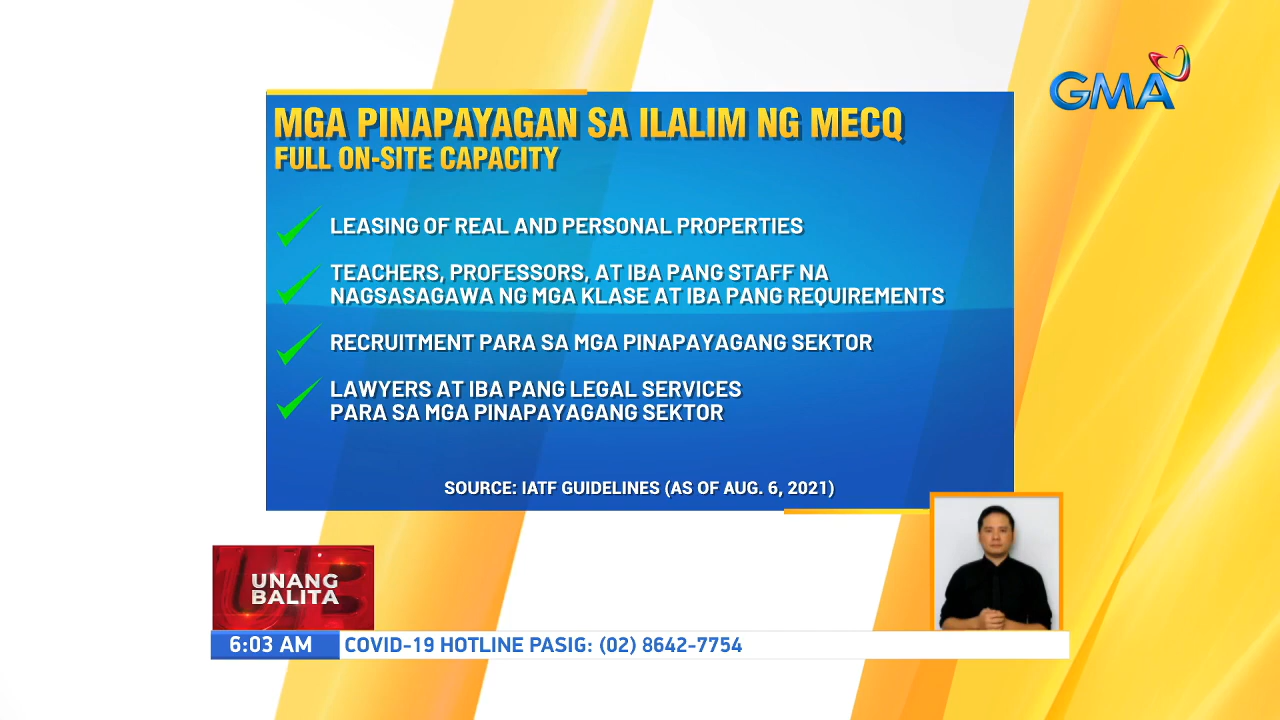 GMA
MGA PINAPAYAGAN SA ILALIM NG MECQ
FULL ON-SITE CAPACITY
LEASING OF REAL AND PERSONAL PROPERTIES
TEACHERS, PROFESSORS, AT IBA PANG STAFF NA
NAGSASAGAWA NG MGA KLASE AT IBA PANG REQUIREMENTS
RECRUITMENT PARA SA MGA PINAPAYAGANG SEKTOR
LAWYERS AT IBA PANG LEGAL SERVICES
PARA SA MGA PINAPAYAGANG SEKTOR
SOURCE: IATF GUIDELINES (AS OF AUG. 6, 2021)
UB
UNANG
BALITA
6:03 AM COVID-19 HOTLINE PASIG: (02) 8642-7754